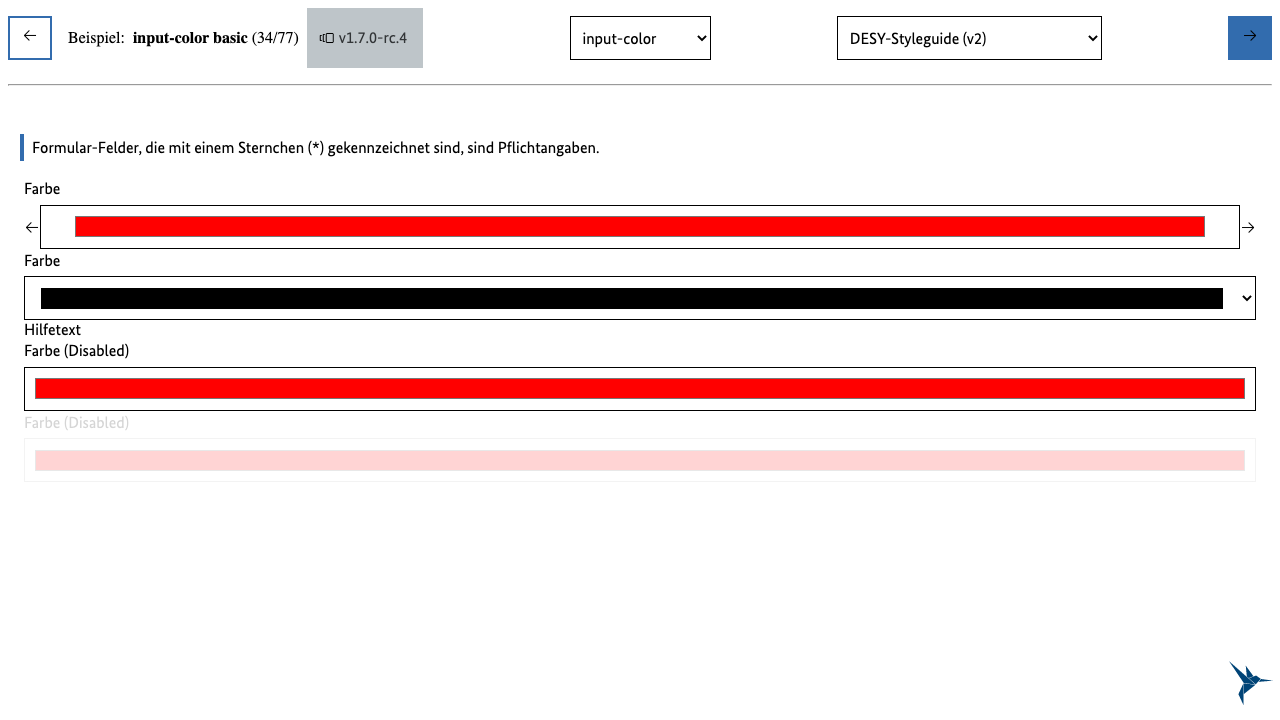 Beispiel: input-color basic (34/77) v1.7.0-rc.4 input-color DESY-Styleguide (v2)
Formular-Felder, die mit einem Sternchen (*) gekennzeichnet sind, sind Pflichtangaben.
Farbe
Farbe
Hilfetext
Farbe (Disabled)
Farbe (Disabled)